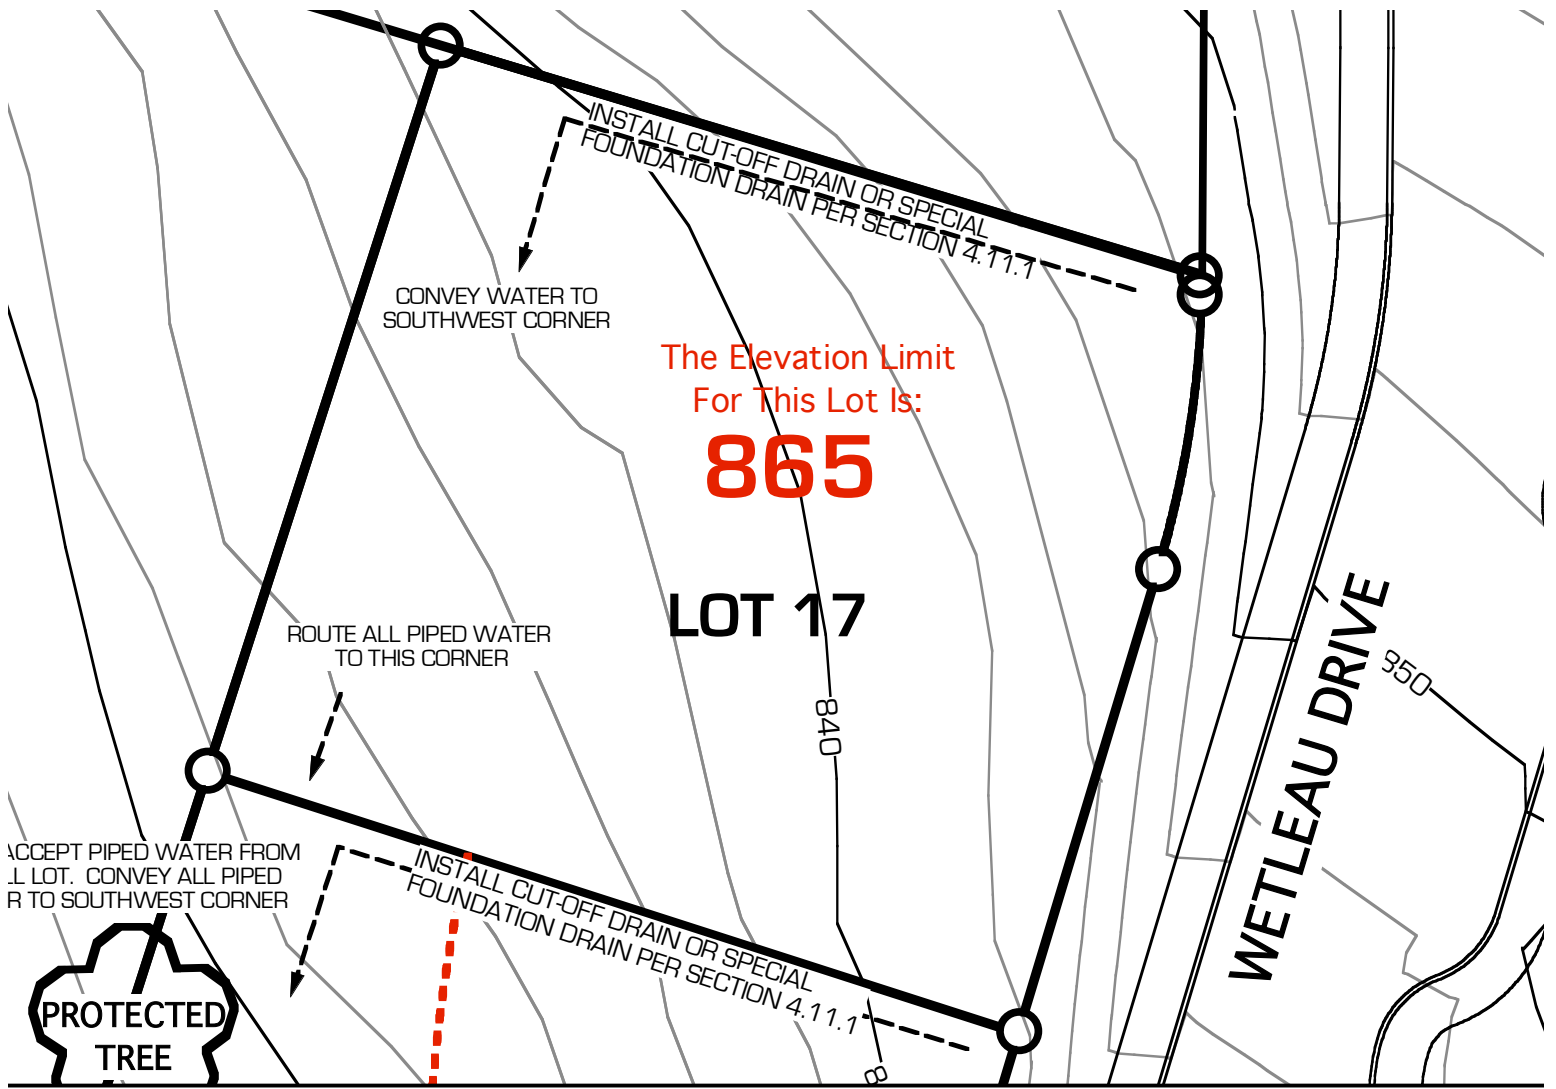 INSTALL CUT-OFF DRAIN OR SPECIAL
FOUNDATION DRAIN PER SECTION 4.11.1
CONVEY WATER TO
SOUTHWEST CORNER
The Elevation Limit
For This Lot Is:
865
LOT 17
ROUTE ALL PIPED WATER
TO THIS CORNER
840
850
WETLEAU DRIVE
ACCEPT PIPED WATER FROM
LL LOT. CONVEY ALL PIPED
R TO SOUTHWEST CORNER
INSTALL CUT-OFF DRAIN OR SPECIAL
FOUNDATION DRAIN PER SECTION 4.11.1
PROTECTED
TREE
8